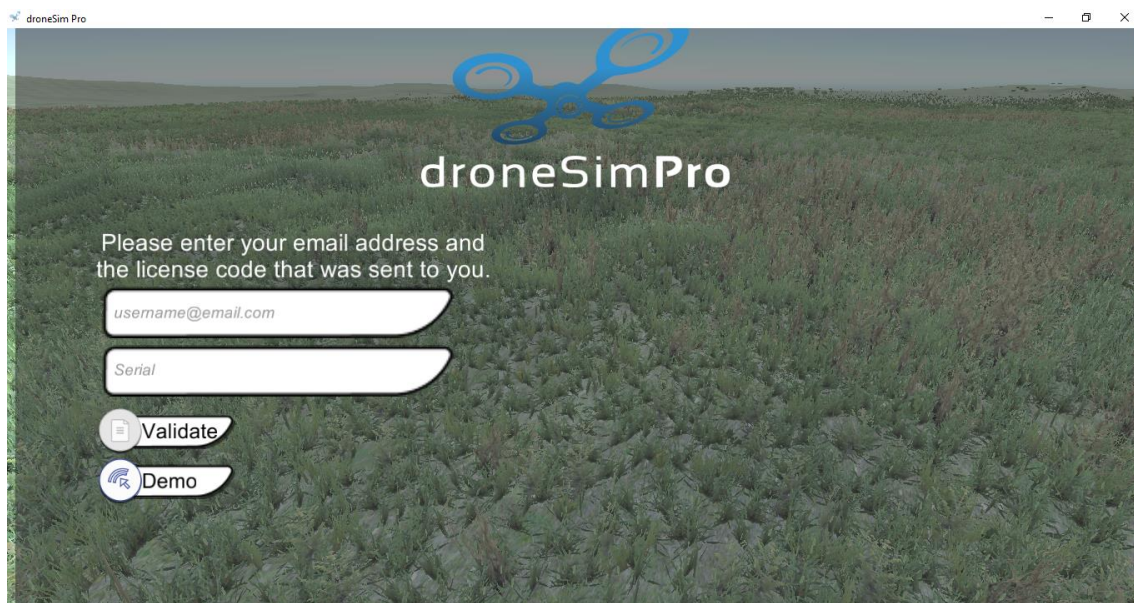 droneSim Pro
droneSimPro
Please enter your email address and
the license code that was sent to you.
username@email.com
Serial
Validate
Demo